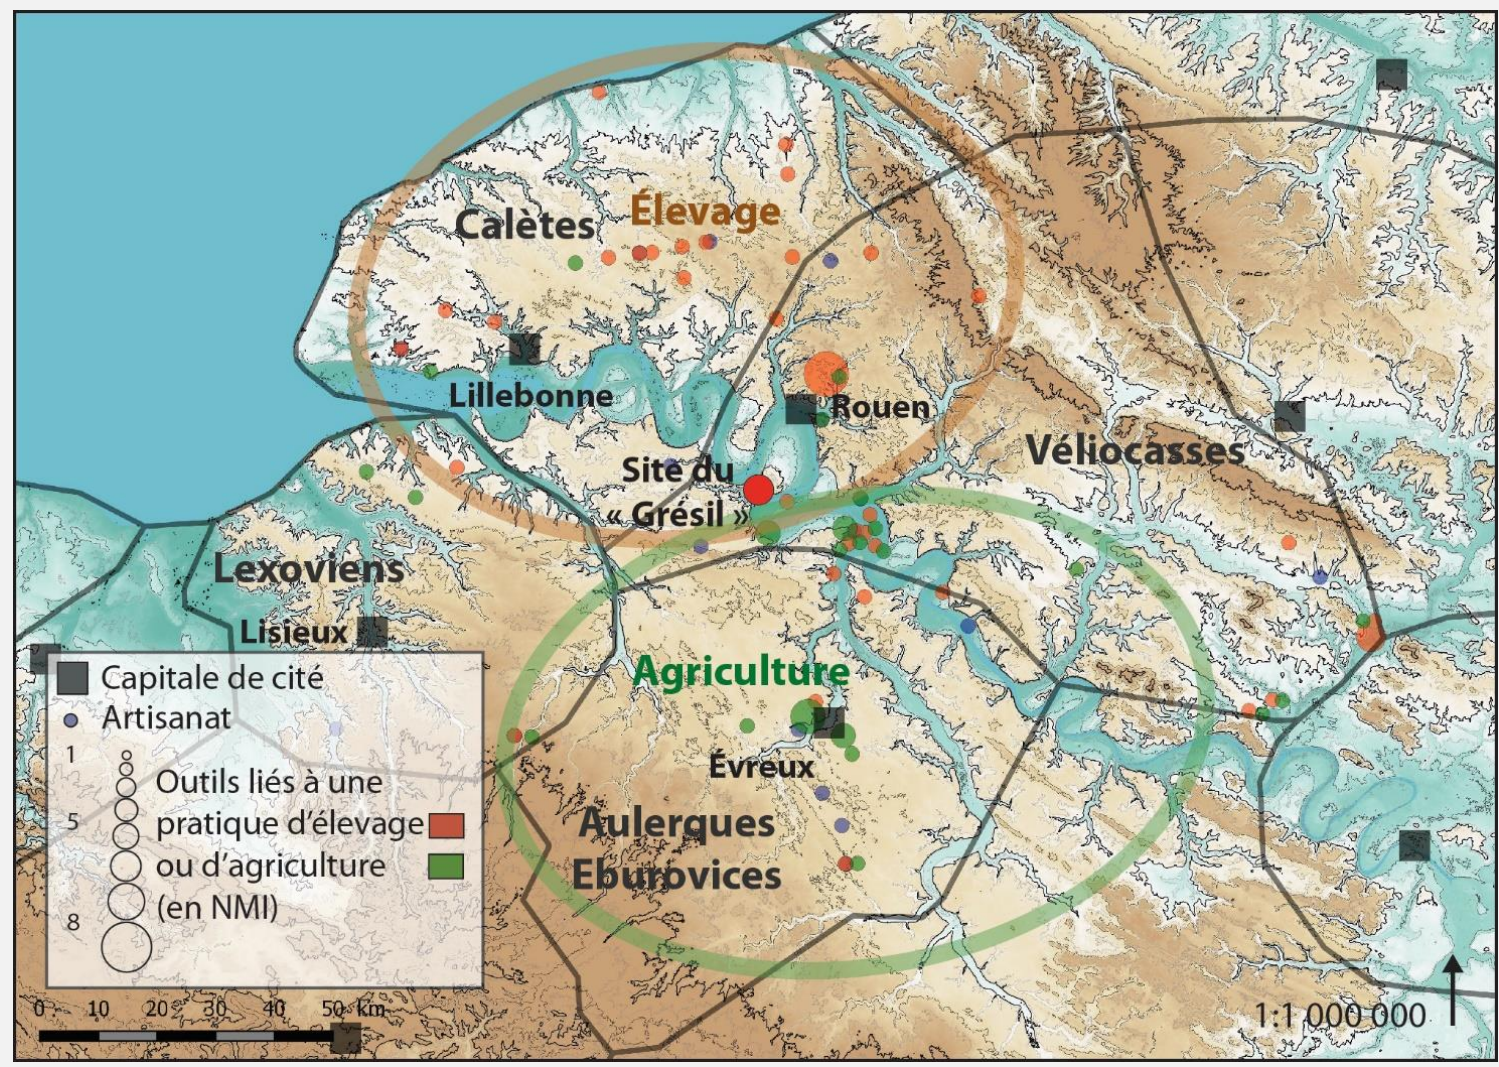 Calètes
Élevage
Lillebonne
Rouen
Véliocasses
Site du
« Grésil »
Lexoviens
Lisieux
Agriculture
Évreux
Aulerques
Eburovices
Capitale de cité
Artisanat
1
Outils liés à une
5
pratique d'élevage
ou d'agriculture
(en NMI)
8
0 10 20 30 40 50 km
1:1 000 000